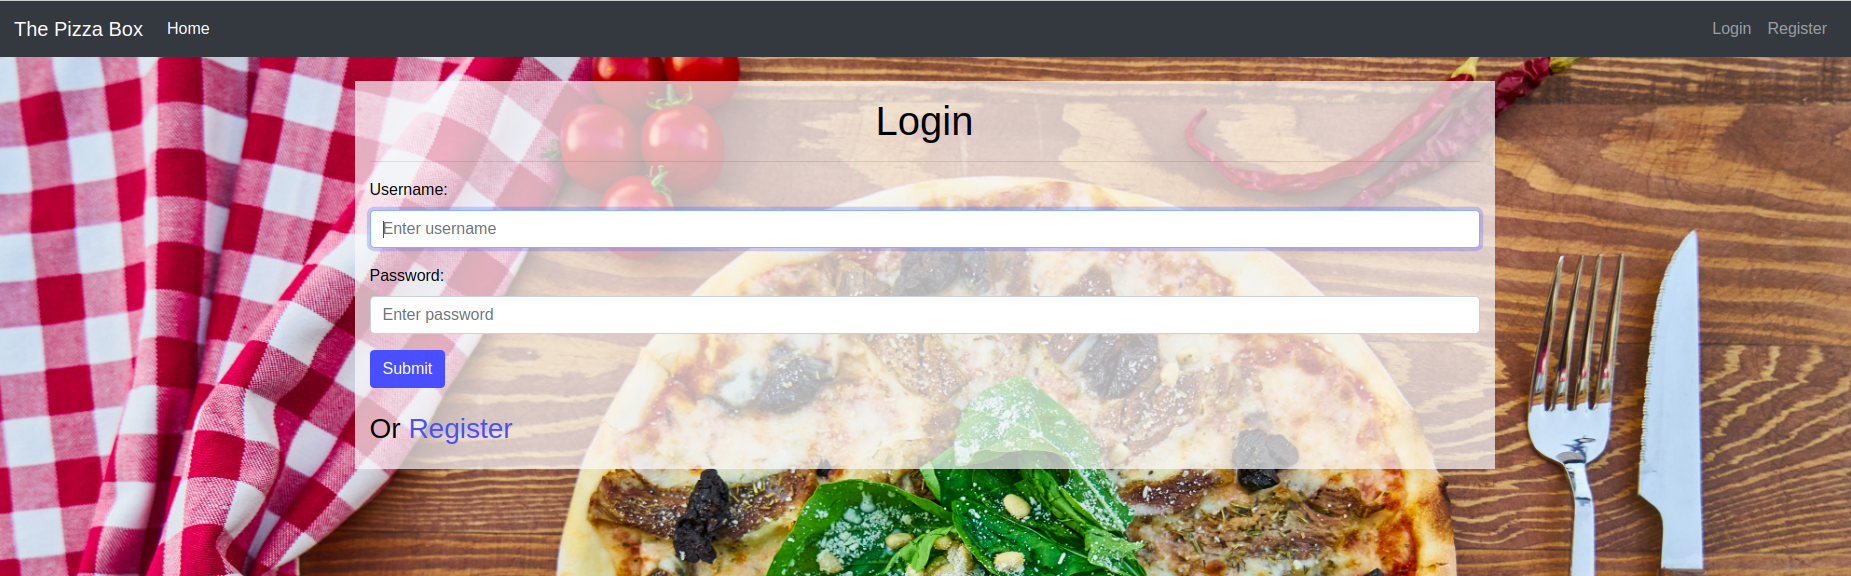 The Pizza Box Home Login Register
Login
Username:
Enter username
Password:
Enter password
Submit
Or Register